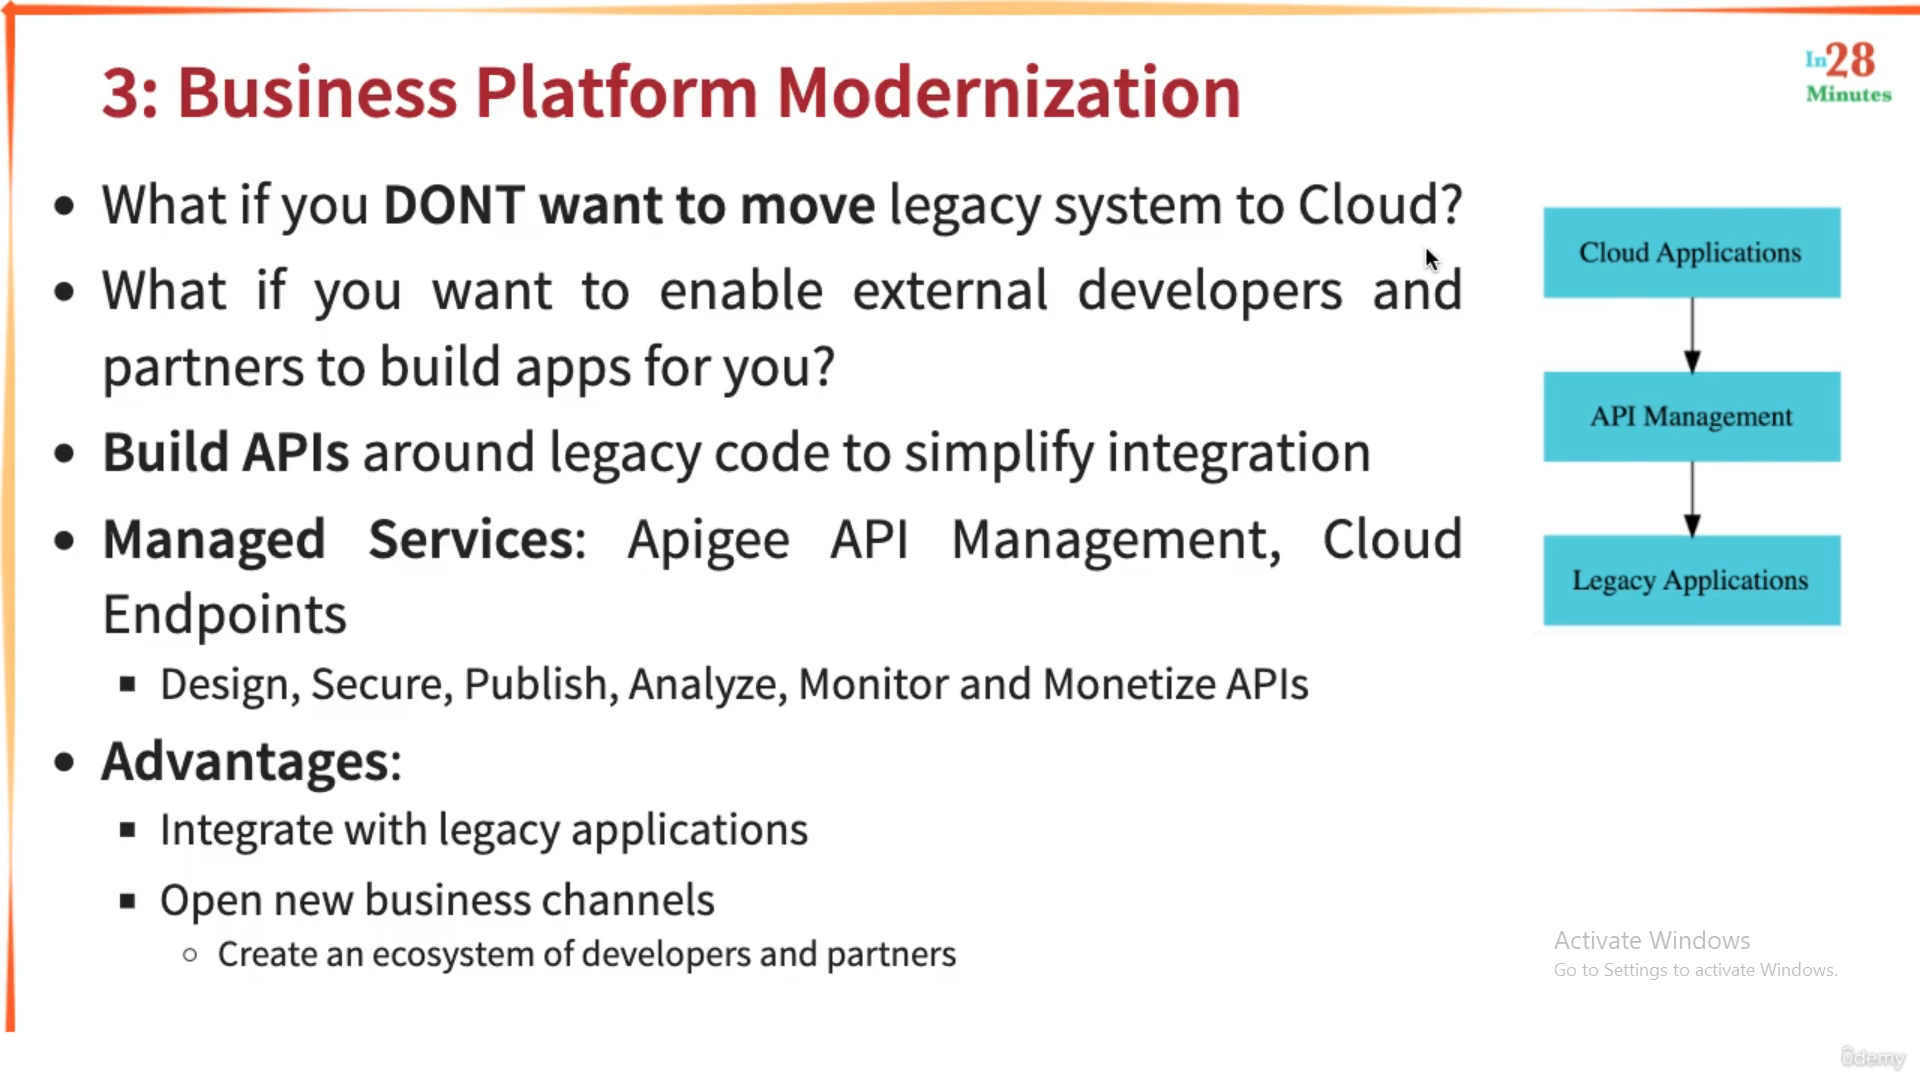 3: Business Platform Modernization
In28
Minutes
• What if you DONT want to move legacy system to Cloud?
• What if you want to enable external developers and
partners to build apps for you?
• Build APIs around legacy code to simplify integration
• Managed Services: Apigee API Management, Cloud
Endpoints
▪ Design, Secure, Publish, Analyze, Monitor and Monetize APIs
• Advantages:
▪ Integrate with legacy applications
▪ Open new business channels
○ Create an ecosystem of developers and partners
Cloud Applications
API Management
Legacy Applications
Activate Windows
Go to Settings to activate Windows.
ûdemy